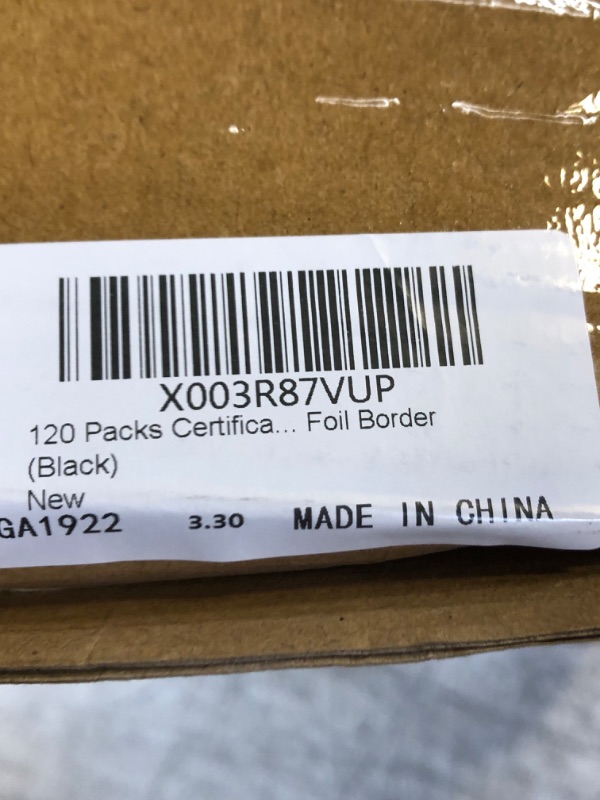 X003R87VUP
120 Packs Certifica... Foil Border
(Black)
New
GA1922 3.30 MADE IN CHINA